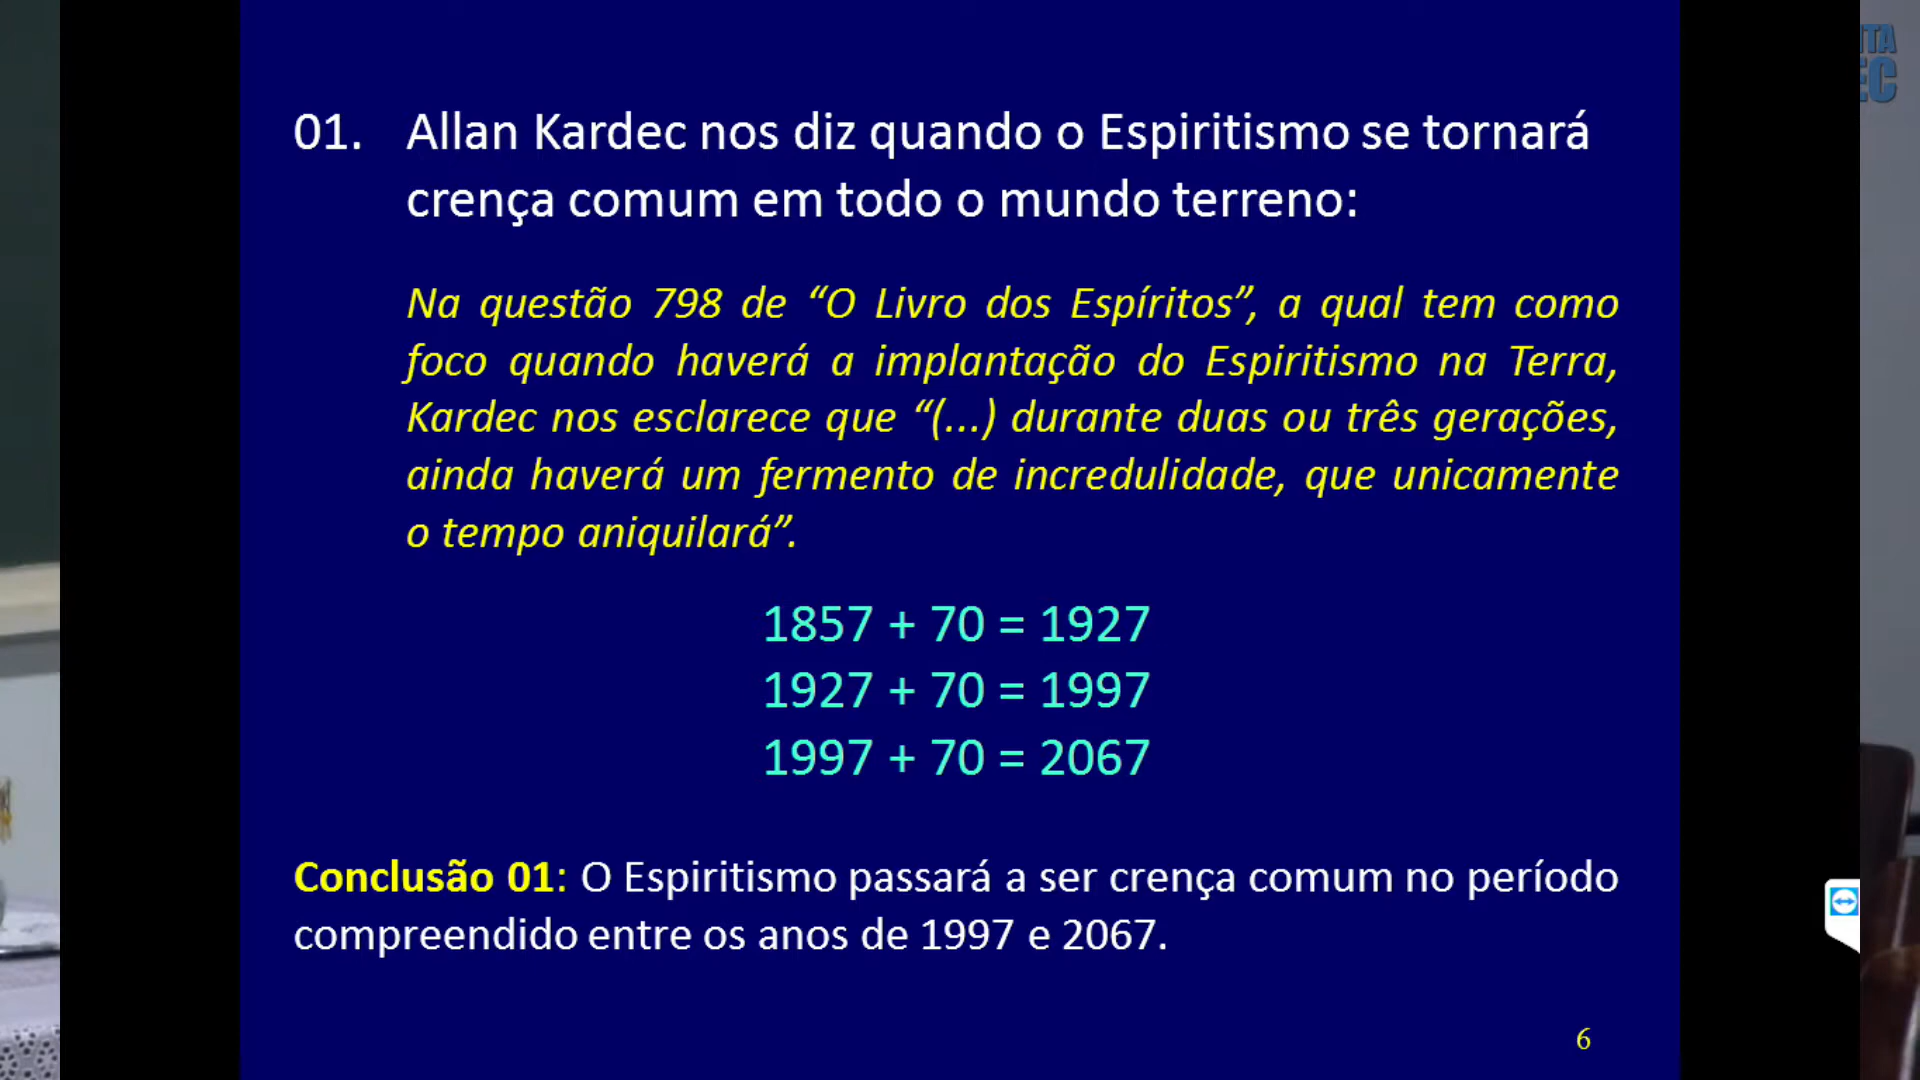 01. Allan Kardec nos diz quando o Espiritismo se tornará
crença comum em todo o mundo terreno:
Na questão 798 de “O Livro dos Espíritos”, a qual tem como
foco quando haverá a implantação do Espiritismo na Terra,
Kardec nos esclarece que “(...) durante duas ou três gerações,
ainda haverá um fermento de incredulidade, que unicamente
o tempo aniquilará”.
1857 + 70 = 1927
1927 + 70 = 1997
1997 + 70 = 2067
Conclusão 01: O Espiritismo passará a ser crença comum no período
compreendido entre os anos de 1997 e 2067.
6